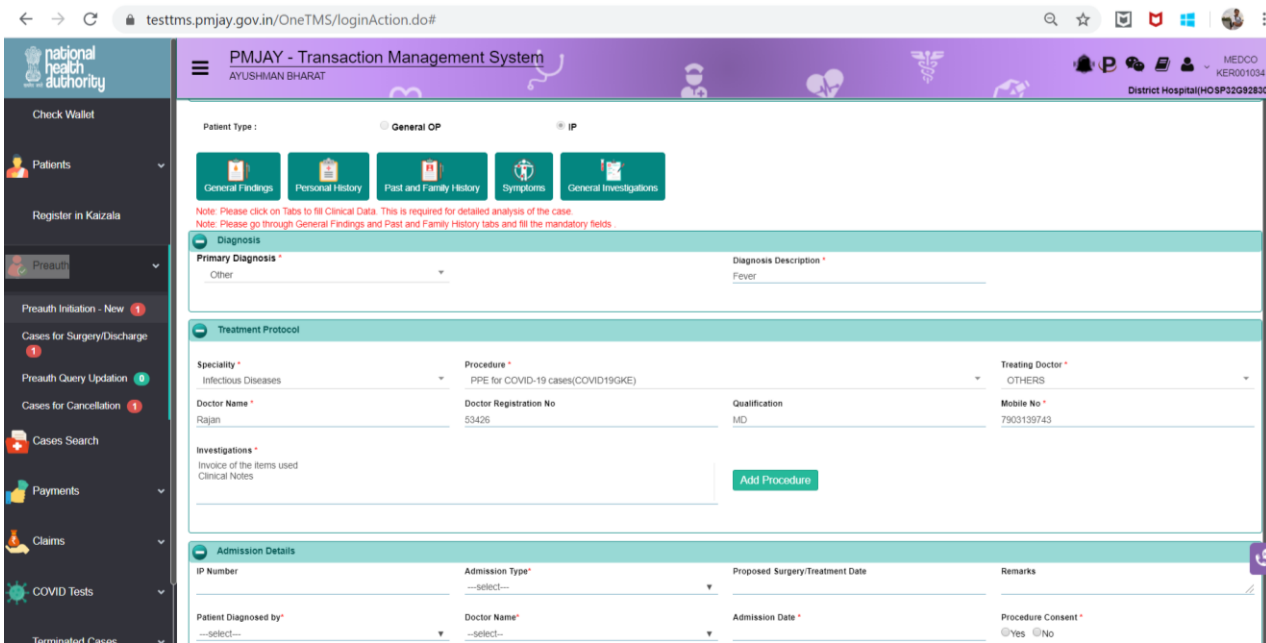 testtms.pmjay.gov.in/OneTMS/loginAction.do#
national
health
authority
PMJAY - Transaction Management System
AYUSHMAN BHARAT
MEDCO
KER001034
District Hospital(HOSP32G9283
Check Wallet
Patients
Register in Kaizala
Preauth
Preauth Initiation - New 1
Cases for Surgery/Discharge
1
Preauth Query Updation 0
Cases for Cancellation 1
Cases Search
Payments
Claims
COVID Tests
Terminated Cases
Patient Type : General OP IP
General Findings Personal History Past and Family History Symptoms General Investigations
Note: Please click on Tabs to fill Clinical Data. This is required for detailed analysis of the case.
Note: Please go through General Findings and Past and Family History tabs and fill the mandatory fields .
Diagnosis
Primary Diagnosis * Diagnosis Description *
Other Fever
Treatment Protocol
Speciality * Procedure * Treating Doctor *
Infectious Diseases PPE for COVID-19 cases(COVID19GKE) OTHERS
Doctor Name * Doctor Registration No Qualification Mobile No *
Rajan 53426 MD 7903139743
Investigations *
Invoice of the items used
Clinical Notes
Add Procedure
Admission Details
IP Number Admission Type* Proposed Surgery/Treatment Date Remarks
---select---
Patient Diagnosed by* Doctor Name* Admission Date * Procedure Consent *
---select--- --select-- Yes No